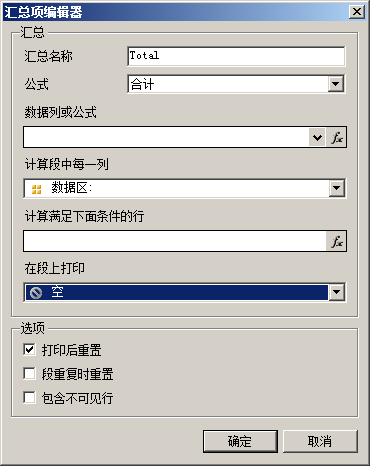 汇总项编辑器
汇总
汇总名称 Total
公式 合计
数据列或公式
fx
计算段中每一列
数据区:
计算满足下面条件的行
fx
在段上打印
空
选项
打印后重置
段重复时重置
包含不可见行
确定 取消